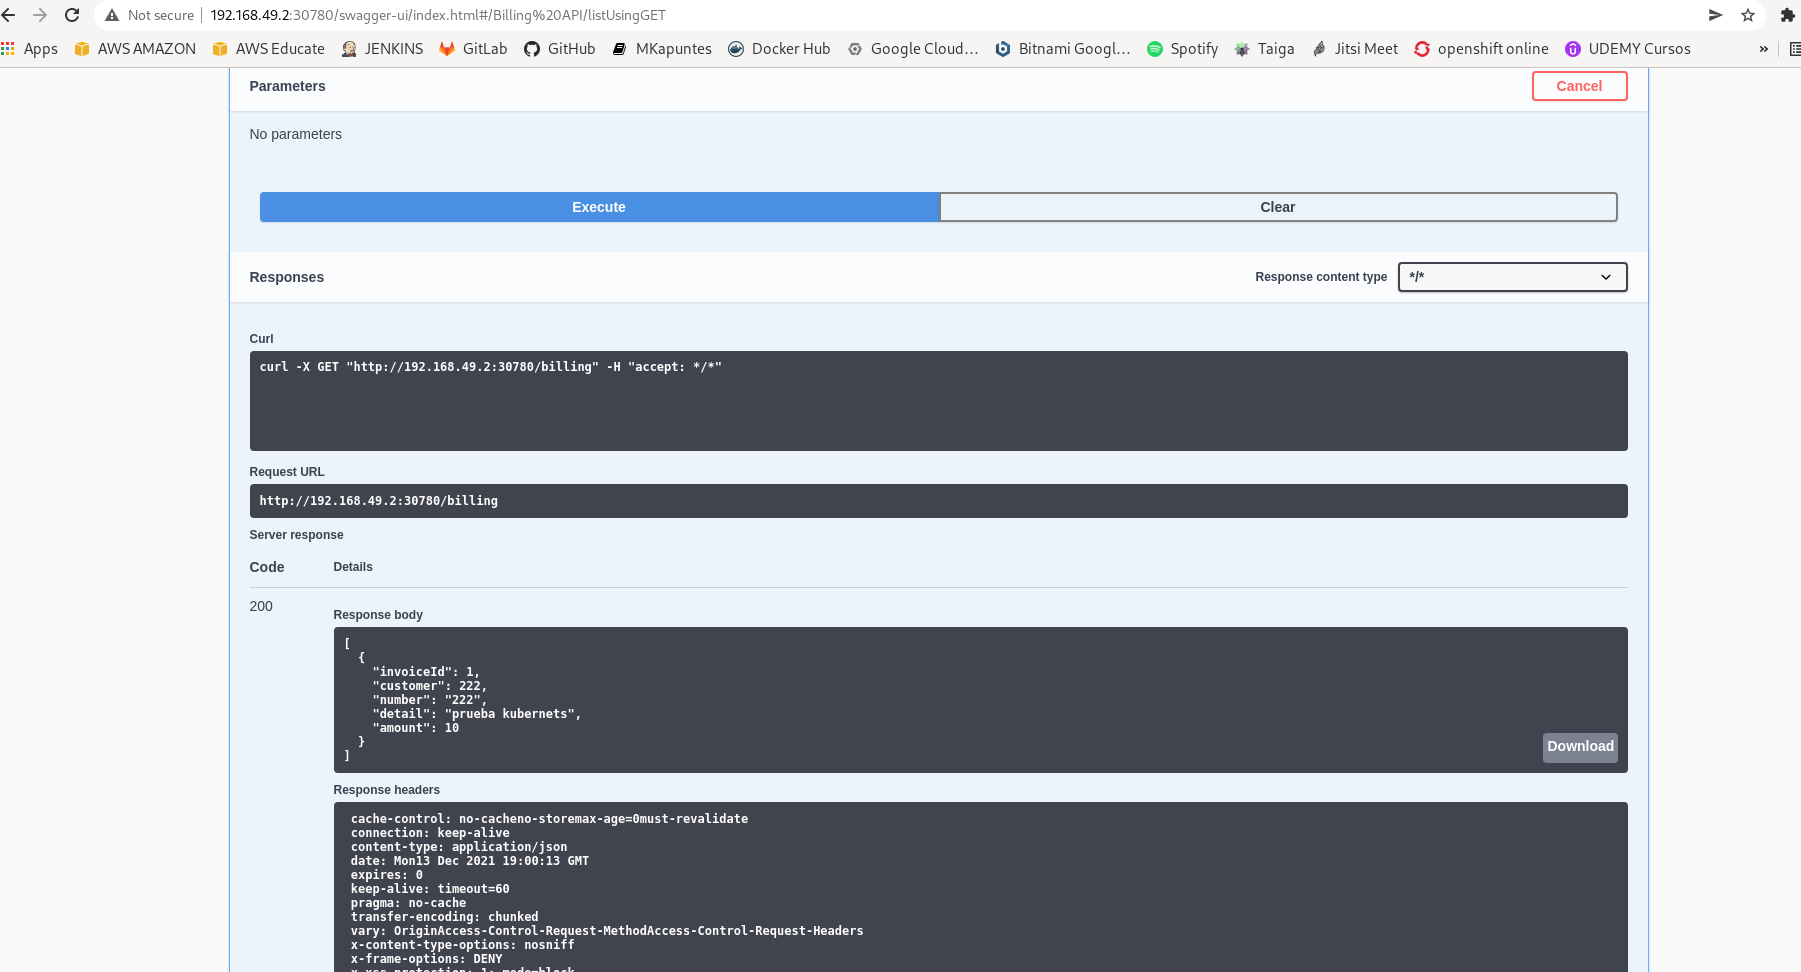 Not secure 192.168.49.2:30780/swagger-ui/index.html#/Billing%20API/listUsingGET
Apps AWS AMAZON AWS Educate JENKINS GitLab GitHub MKapuntes Docker Hub Google Cloud... Bitnami Googl... Spotify Taiga Jitsi Meet openshift online UDEMY Cursos »
Parameters Cancel
No parameters
Execute Clear
Responses Response content type */*
Curl
curl -X GET "http://192.168.49.2:30780/billing" -H "accept: */*"
Request URL
http://192.168.49.2:30780/billing
Server response
Code Details
200
Response body
[
  {
    "invoiceId": 1,
    "customer": 222,
    "number": "222",
    "detail": "prueba kubernets",
    "amount": 10
  }
]
Download
Response headers
cache-control: no-cacheno-storemax-age=0must-revalidate
connection: keep-alive
content-type: application/json
date: Mon13 Dec 2021 19:00:13 GMT
expires: 0
keep-alive: timeout=60
pragma: no-cache
transfer-encoding: chunked
vary: OriginAccess-Control-Request-MethodAccess-Control-Request-Headers
x-content-type-options: nosniff
x-frame-options: DENY
x-xss-protection: 1; mode=block